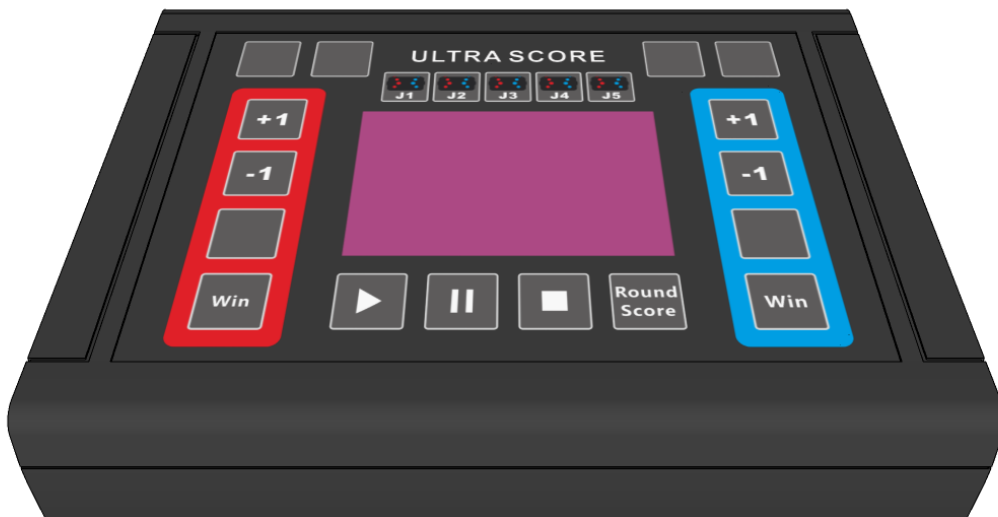 ULTRA SCORE
J1 J2 J3 J4 J5
+1
-1
Win
+1
-1
Win
Round
Score